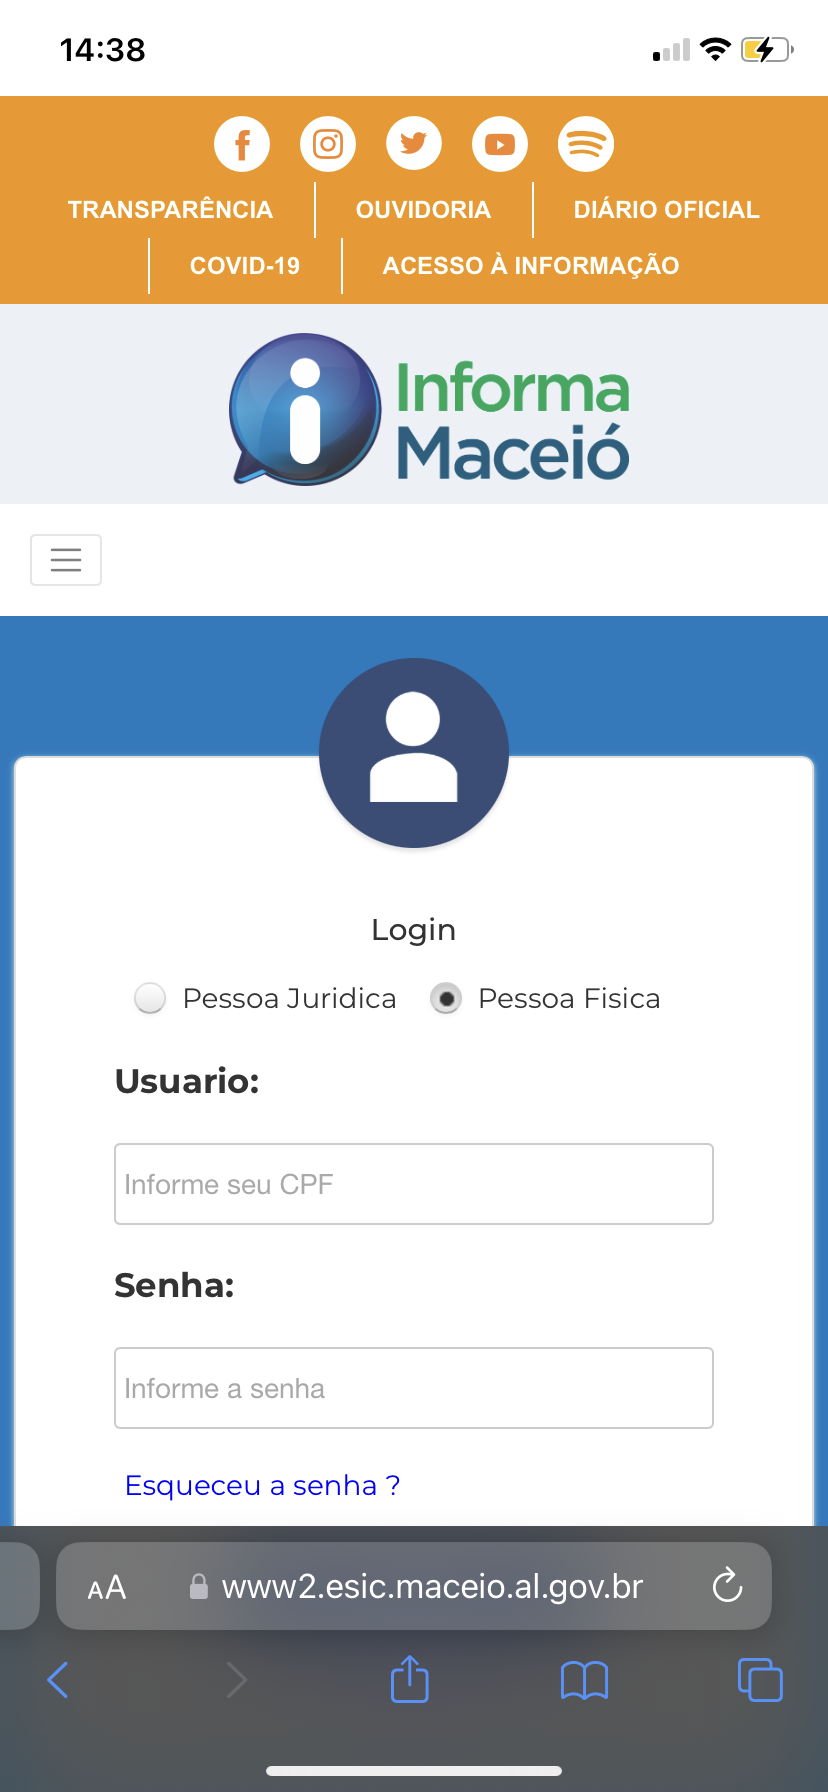 14:38
TRANSPARÊNCIA OUVIDORIA DIÁRIO OFICIAL
COVID-19 ACESSO À INFORMAÇÃO
Informa
Maceió
Login
Pessoa Juridica Pessoa Fisica
Usuario:
Informe seu CPF
Senha:
Informe a senha
Esqueceu a senha ?
AA www2.esic.maceio.al.gov.br